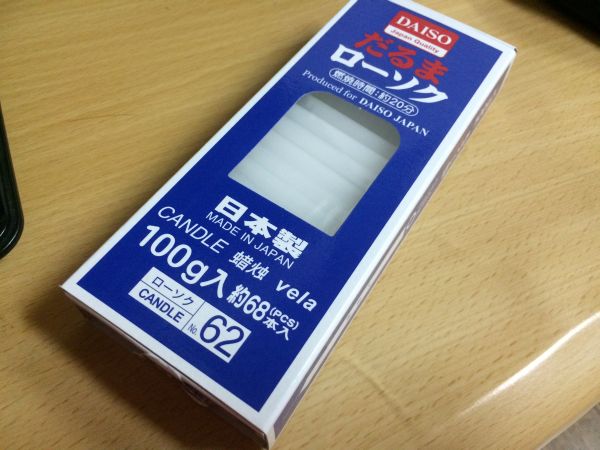 DAISO
Japan Quality
だるま
ローソク
燃焼時間:約20分
Produced for DAISO JAPAN
日本製
MADE IN JAPAN
CANDLE 蜡烛 vela
100g入 約68(PCS)本入
ローソク
CANDLE
No. 62